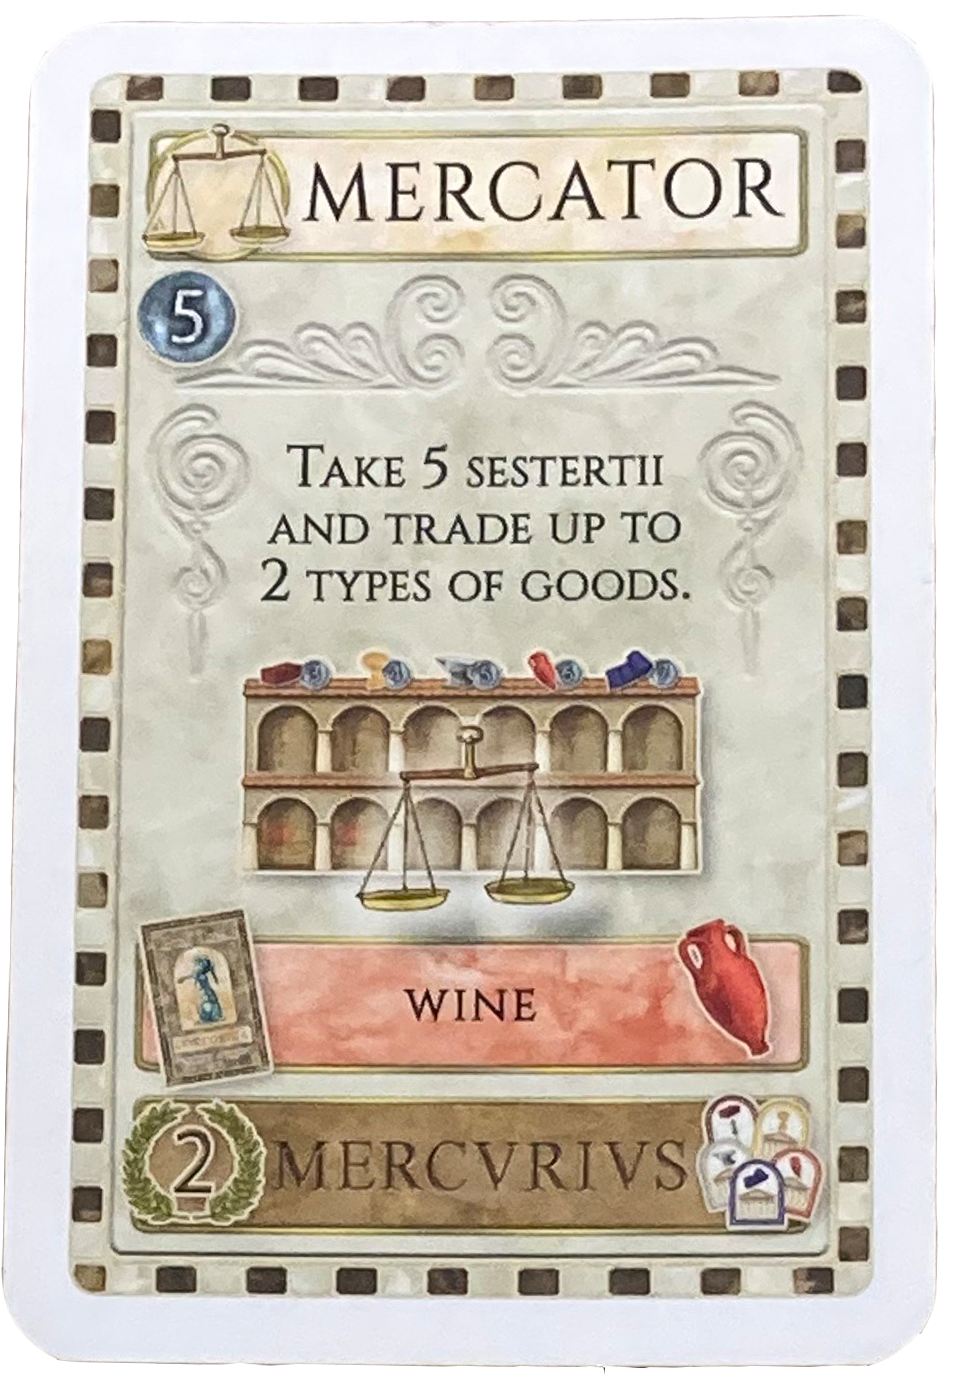 MERCATOR
5
TAKE 5 SESTERTII
AND TRADE UP TO
2 TYPES OF GOODS.
WINE
2 MERCVRIVS